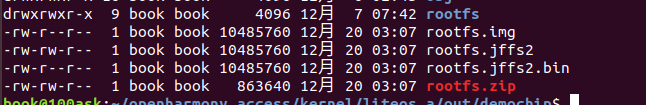 drwxrwxr-x 9 book book 4096 12月 7 07:42 rootfs
-rw-r--r-- 1 book book 10485760 12月 20 03:07 rootfs.img
-rw-r--r-- 1 book book 10485760 12月 20 03:07 rootfs.jffs2
-rw-r--r-- 1 book book 10485760 12月 20 03:07 rootfs.jffs2.bin
-rw-rw-r-- 1 book book 863640 12月 20 03:07 rootfs.zip
book@100ask:~/openharmony_access/kernel/liteos_a/out/demochip$